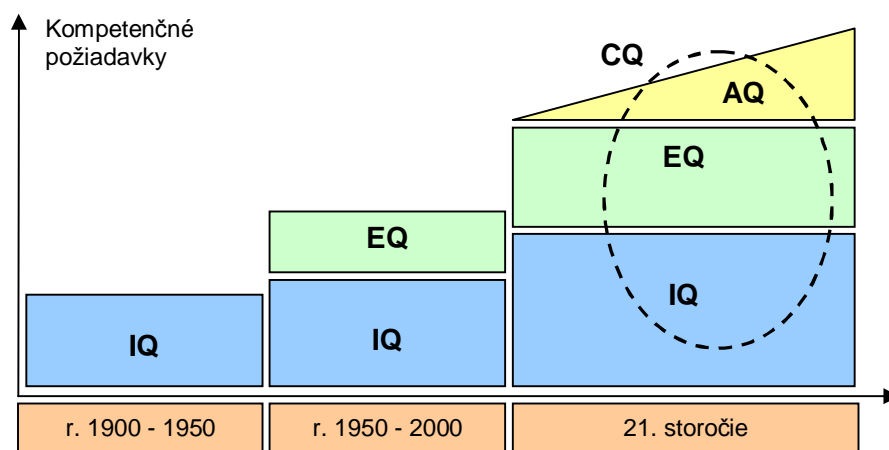 Kompetenčné
požiadavky
CQ
AQ
EQ
EQ
IQ
IQ
IQ
r. 1900 - 1950
r. 1950 - 2000
21. storočie